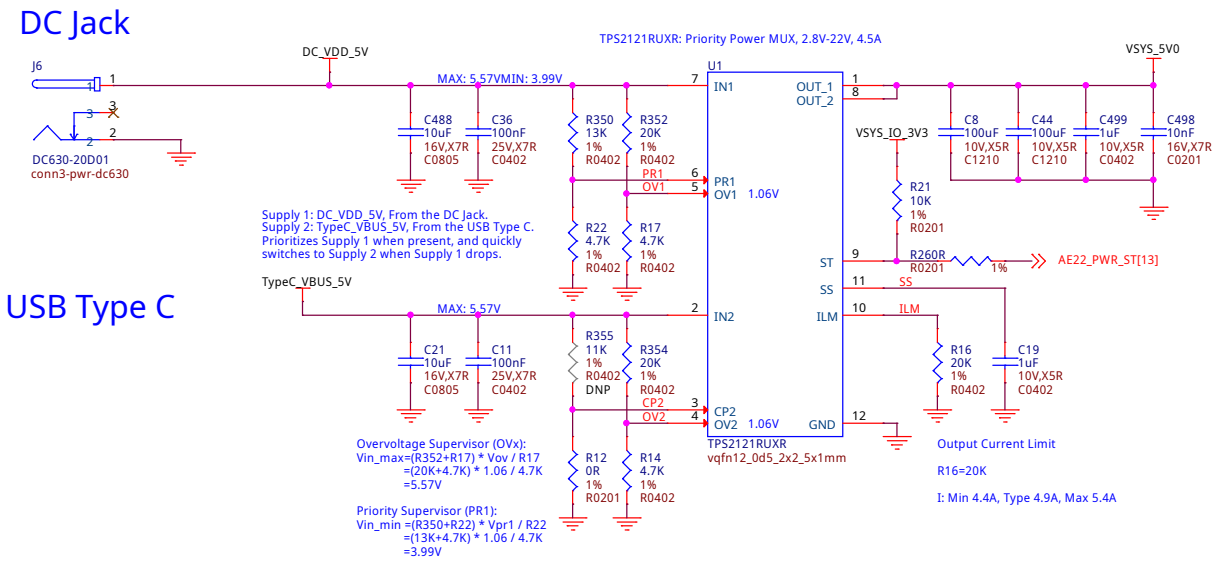 DC Jack
TPS2121RUXR: Priority Power MUX, 2.8V-22V, 4.5A
DC_VDD_5V
VSYS_5V0
J6
U1
1
1
MAX: 5.57V
MIN: 3.99V
7
IN1
OUT_1
1
OUT_2
8
3
3
2
2
DC630-20D01
conn3-pwr-dc630
C488
10uF
16V,X7R
C0805
C36
100nF
25V,X7R
C0402
R350
13K
1%
R0402
R352
20K
1%
R0402
VSYS_IO_3V3
C8
100uF
10V,X5R
C1210
C44
100uF
10V,X5R
C1210
C499
1uF
10V,X5R
C0402
C498
10nF
16V,X7R
C0201
PR1
6
PR1
OV1
5
OV1
1.06V
R21
10K
1%
R0201
Supply 1: DC_VDD_5V, From the DC Jack.
Supply 2: TypeC_VBUS_5V, From the USB Type C.
Prioritizes Supply 1 when present, and quickly
switches to Supply 2 when Supply 1 drops.
R22
4.7K
1%
R0402
R17
4.7K
1%
R0402
ST
9
R26
0R
R0201
1%
AE22_PWR_ST[13]
SS
11
SS
USB Type C
TypeC_VBUS_5V
MAX: 5.57V
2
IN2
ILM
10
ILM
C21
10uF
16V,X7R
C0805
C11
100nF
25V,X7R
C0402
R355
11K
1%
R0402
DNP
R354
20K
1%
R0402
R16
20K
1%
R0402
C19
1uF
10V,X5R
C0402
CP2
3
CP2
OV2
4
OV2
1.06V
GND
12
TPS2121RUXR
vqfn12_0d5_2x2_5x1mm
Overvoltage Supervisor (OVx):
Vin_max=(R352+R17) * Vov / R17
=(20K+4.7K) * 1.06 / 4.7K
=5.57V
R12
0R
1%
R0201
R14
4.7K
1%
R0402
Output Current Limit
R16=20K
I: Min 4.4A, Type 4.9A, Max 5.4A
Priority Supervisor (PR1):
Vin_min =(R350+R22) * Vpr1 / R22
=(13K+4.7K) * 1.06 / 4.7K
=3.99V